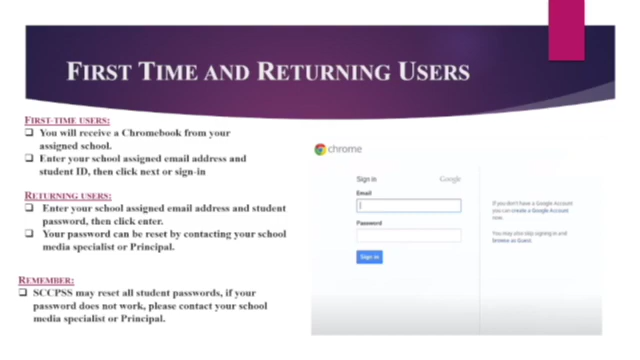 FIRST TIME AND RETURNING USERS
FIRST-TIME USERS:
❑ You will receive a Chromebook from your
assigned school.
❑ Enter your school assigned email address and
student ID, then click next or sign-in
RETURNING USERS:
❑ Enter your school assigned email address and student
password, then click enter.
❑ Your password can be reset by contacting your school
media specialist or Principal.
REMEMBER:
❑ SCCPSS may reset all student passwords, if your
password does not work, please contact your school
media specialist or Principal.
chrome
Sign in
Google
Email
Password
Sign in
If you don't have a Google Account
you can create a Google Account
now.
You may also skip signing in and
browse as Guest.